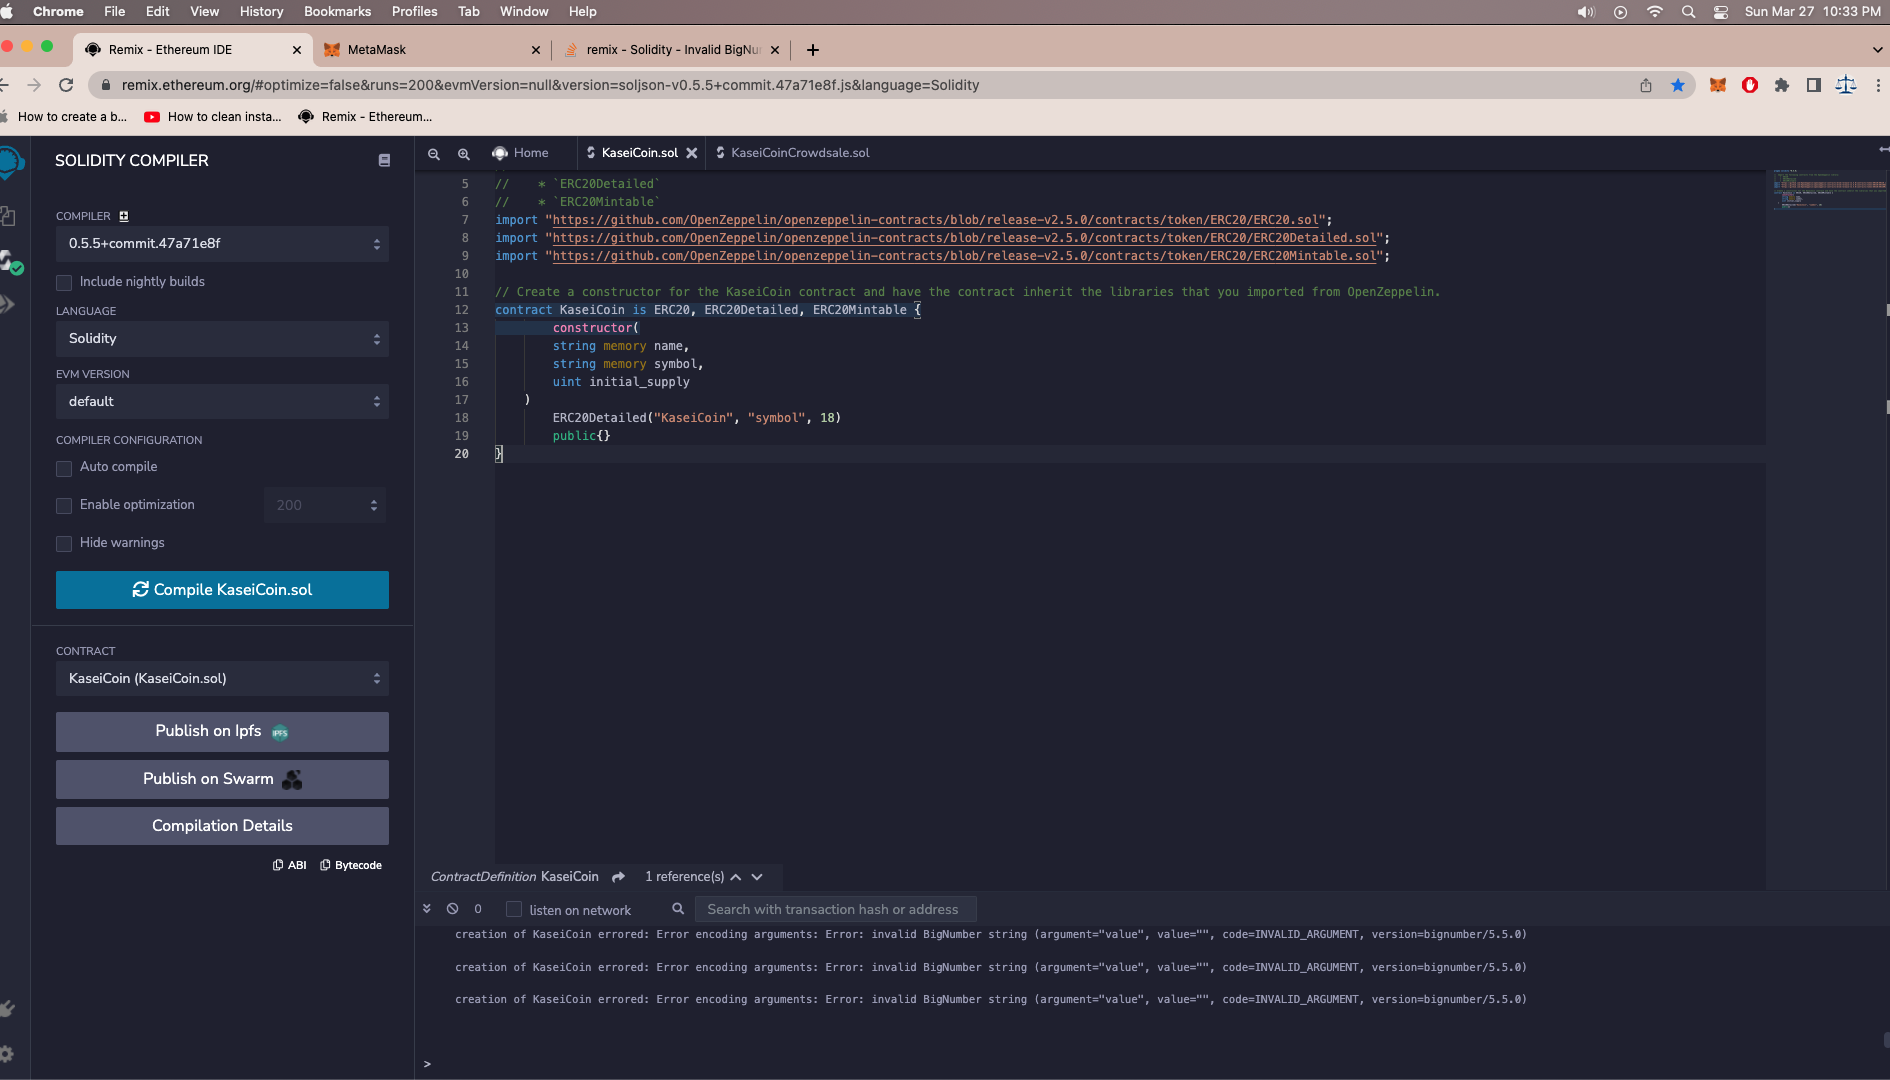 Chrome File Edit View History Bookmarks Profiles Tab Window Help Sun Mar 27 10:33 PM
Remix - Ethereum IDE MetaMask remix - Solidity - Invalid BigNu
remix.ethereum.org/#optimize=false&runs=200&evmVersion=null&version=soljson-v0.5.5+commit.47a71e8f.js&language=Solidity
How to create a b... How to clean insta... Remix - Ethereum...
SOLIDITY COMPILER
COMPILER
0.5.5+commit.47a71e8f
Include nightly builds
LANGUAGE
Solidity
EVM VERSION
default
COMPILER CONFIGURATION
Auto compile
Enable optimization 200
Hide warnings
Compile KaseiCoin.sol
CONTRACT
KaseiCoin (KaseiCoin.sol)
Publish on Ipfs IPFS
Publish on Swarm
Compilation Details
ABI Bytecode
Home KaseiCoin.sol KaseiCoinCrowdsale.sol
5 // * `ERC20Detailed`
6 // * `ERC20Mintable`
7 import "https://github.com/OpenZeppelin/openzeppelin-contracts/blob/release-v2.5.0/contracts/token/ERC20/ERC20.sol";
8 import "https://github.com/OpenZeppelin/openzeppelin-contracts/blob/release-v2.5.0/contracts/token/ERC20/ERC20Detailed.sol";
9 import "https://github.com/OpenZeppelin/openzeppelin-contracts/blob/release-v2.5.0/contracts/token/ERC20/ERC20Mintable.sol";
10
11 // Create a constructor for the KaseiCoin contract and have the contract inherit the libraries that you imported from OpenZeppelin.
12 contract KaseiCoin is ERC20, ERC20Detailed, ERC20Mintable {
13 constructor(
14 string memory name,
15 string memory symbol,
16 uint initial_supply
17 )
18 ERC20Detailed("KaseiCoin", "symbol", 18)
19 public{}
20 }
ContractDefinition KaseiCoin 1 reference(s)
0 listen on network Search with transaction hash or address
creation of KaseiCoin errored: Error encoding arguments: Error: invalid BigNumber string (argument="value", value="", code=INVALID_ARGUMENT, version=bignumber/5.5.0)
creation of KaseiCoin errored: Error encoding arguments: Error: invalid BigNumber string (argument="value", value="", code=INVALID_ARGUMENT, version=bignumber/5.5.0)
creation of KaseiCoin errored: Error encoding arguments: Error: invalid BigNumber string (argument="value", value="", code=INVALID_ARGUMENT, version=bignumber/5.5.0)
>